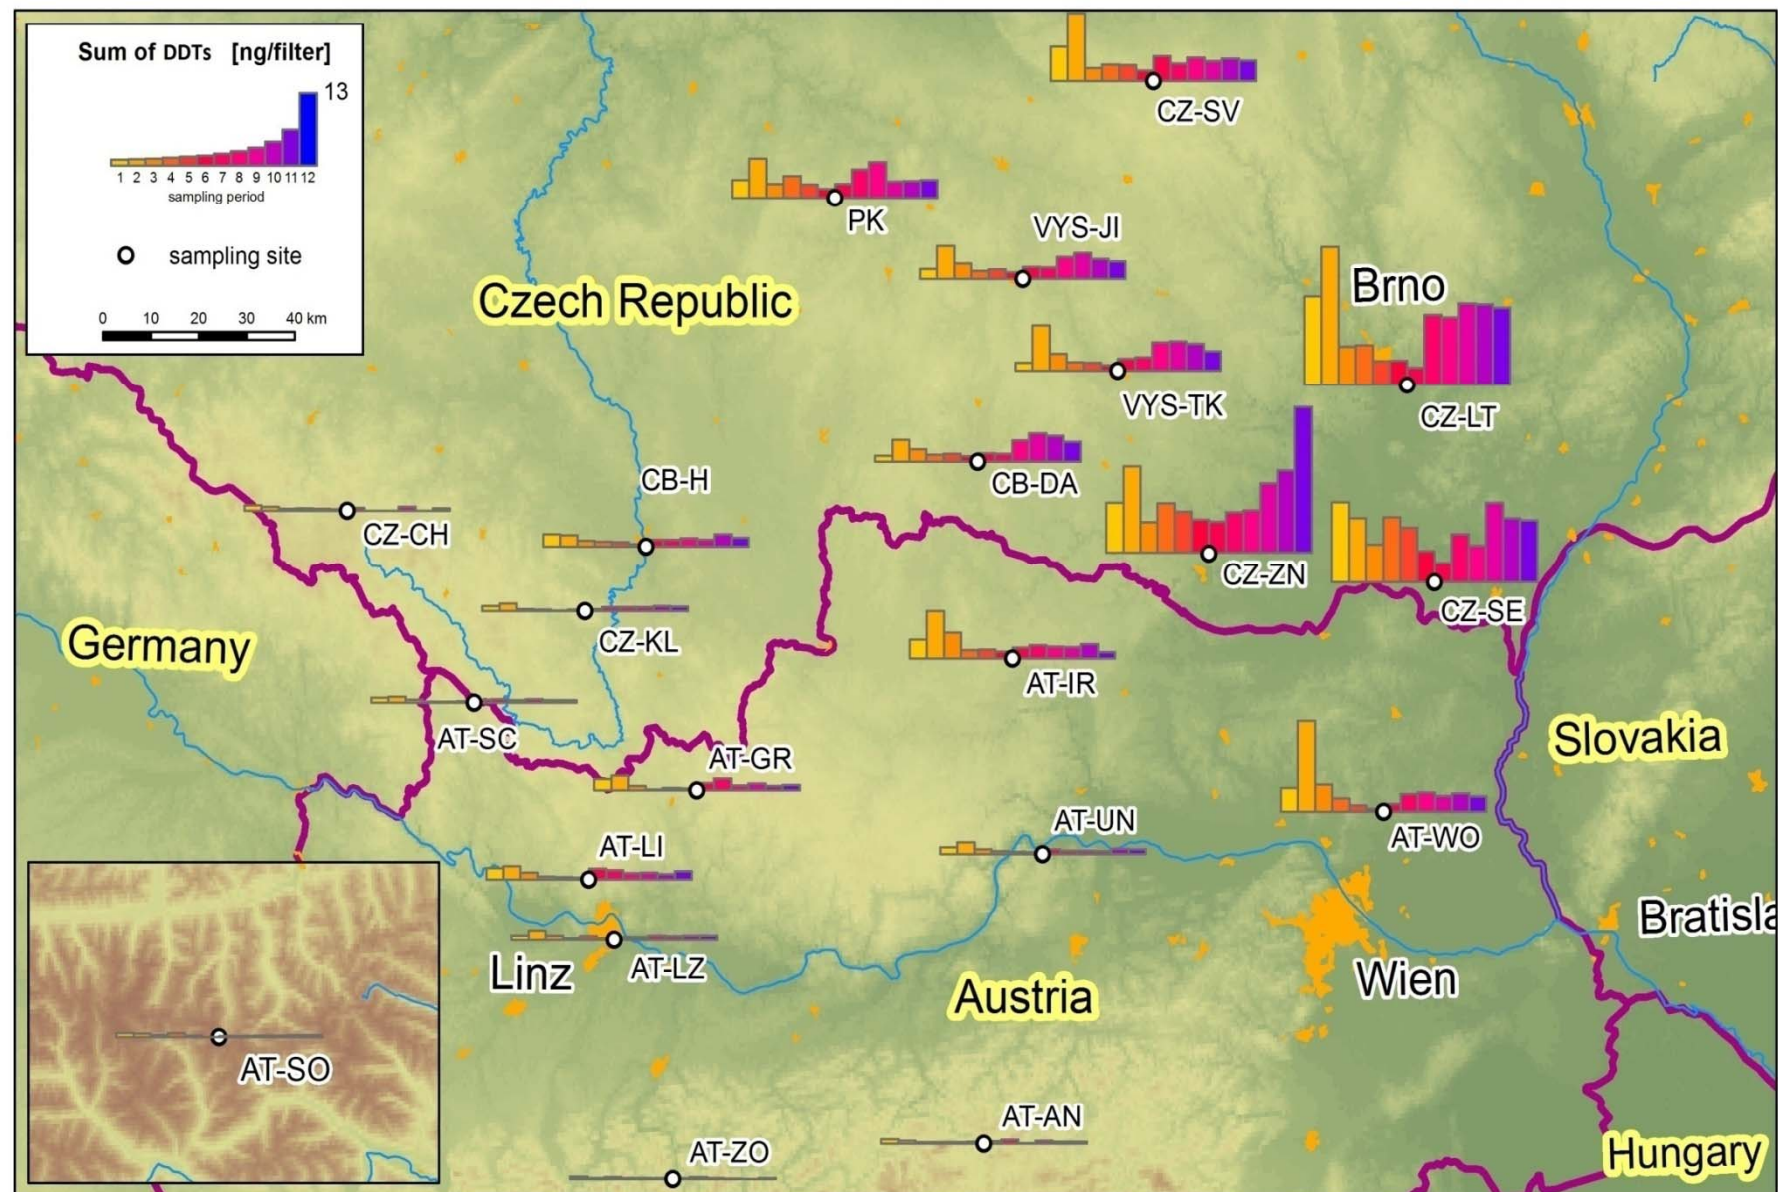 Sum of DDTs [ng/filter]
13
1 2 3 4 5 6 7 8 9 10 11 12
sampling period
sampling site
0 10 20 30 40 km
CZ-SV
PK
VYS-JI
Czech Republic
Brno
VYS-TK
CZ-LT
CB-H
CB-DA
CZ-CH
CZ-ZN
CZ-SE
CZ-KL
Germany
AT-IR
AT-SC
Slovakia
AT-GR
AT-UN
AT-WO
AT-LI
Bratisla
Linz
AT-LZ
Wien
Austria
AT-SO
AT-AN
AT-ZO
Hungary